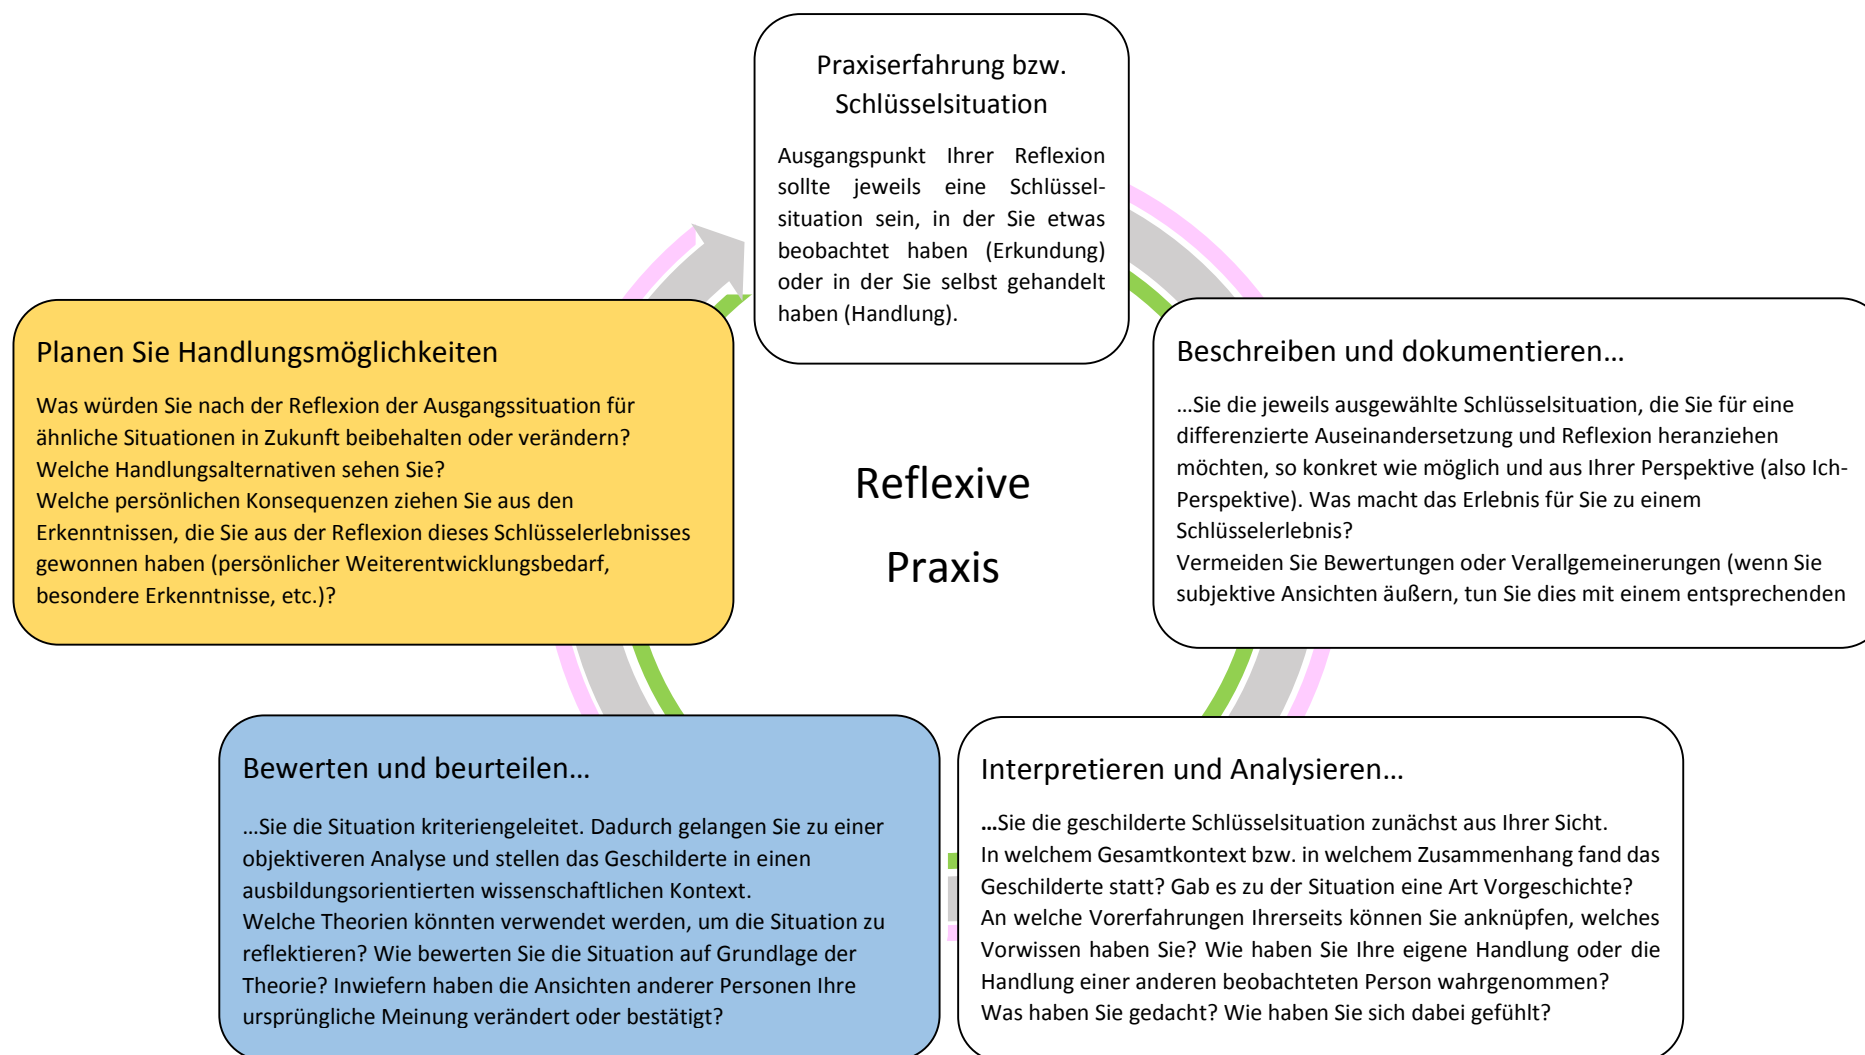 Praxiserfahrung bzw.
Schlüsselsituation
Ausgangspunkt Ihrer Reflexion
sollte jeweils eine Schlüssel-
situation sein, in der Sie etwas
beobachtet haben (Erkundung)
oder in der Sie selbst gehandelt
haben (Handlung).
Beschreiben und dokumentieren…
...Sie die jeweils ausgewählte Schlüsselsituation, die Sie für eine
differenzierte Auseinandersetzung und Reflexion heranziehen
möchten, so konkret wie möglich und aus Ihrer Perspektive (also Ich-
Perspektive). Was macht das Erlebnis für Sie zu einem
Schlüsselerlebnis?
Vermeiden Sie Bewertungen oder Verallgemeinerungen (wenn Sie
subjektive Ansichten äußern, tun Sie dies mit einem entsprechenden
Interpretieren und Analysieren…
...Sie die geschilderte Schlüsselsituation zunächst aus Ihrer Sicht.
In welchem Gesamtkontext bzw. in welchem Zusammenhang fand das
Geschilderte statt? Gab es zu der Situation eine Art Vorgeschichte?
An welche Vorerfahrungen Ihrerseits können Sie anknüpfen, welches
Vorwissen haben Sie? Wie haben Sie Ihre eigene Handlung oder die
Handlung einer anderen beobachteten Person wahrgenommen?
Was haben Sie gedacht? Wie haben Sie sich dabei gefühlt?
Bewerten und beurteilen…
...Sie die Situation kriteriengeleitet. Dadurch gelangen Sie zu einer
objektiveren Analyse und stellen das Geschilderte in einen
ausbildungsorientierten wissenschaftlichen Kontext.
Welche Theorien könnten verwendet werden, um die Situation zu
reflektieren? Wie bewerten Sie die Situation auf Grundlage der
Theorie? Inwiefern haben die Ansichten anderer Personen Ihre
ursprüngliche Meinung verändert oder bestätigt?
Planen Sie Handlungsmöglichkeiten
Was würden Sie nach der Reflexion der Ausgangssituation für
ähnliche Situationen in Zukunft beibehalten oder verändern?
Welche Handlungsalternativen sehen Sie?
Welche persönlichen Konsequenzen ziehen Sie aus den
Erkenntnissen, die Sie aus der Reflexion dieses Schlüsselerlebnisses
gewonnen haben (persönlicher Weiterentwicklungsbedarf,
besondere Erkenntnisse, etc.)?
Reflexive
Praxis